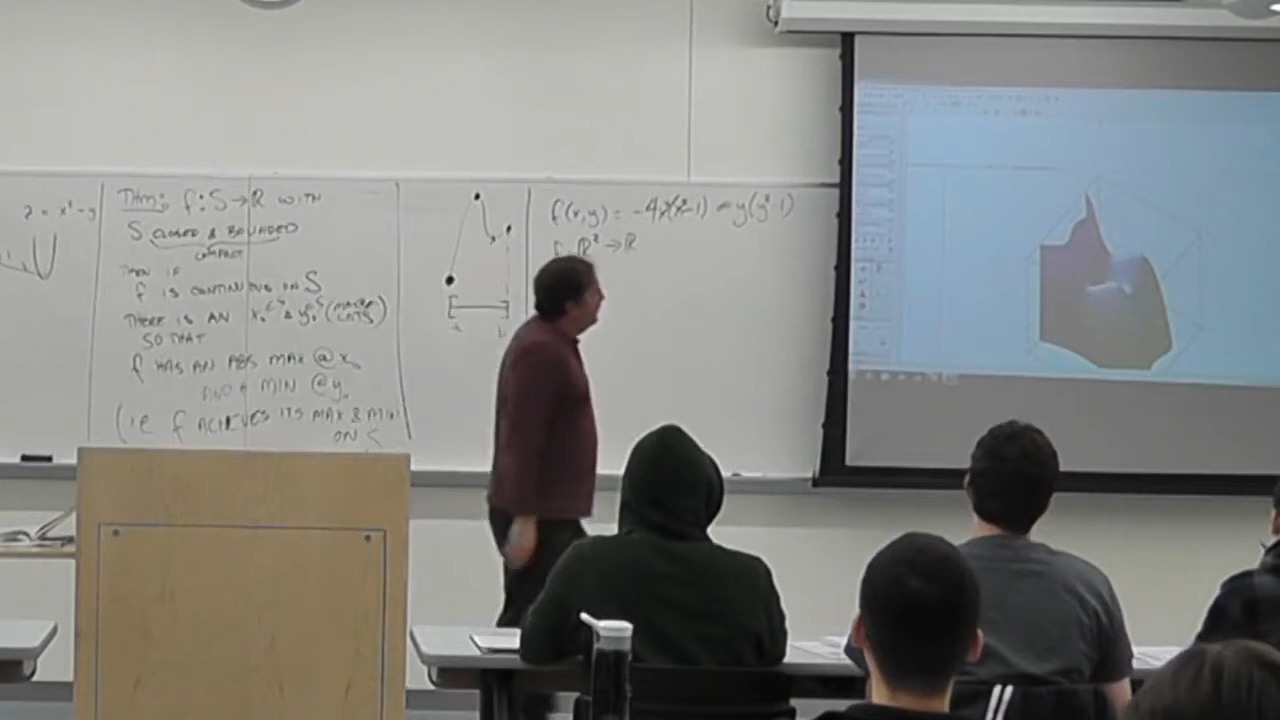 z = x² - y
Thm: f: S→ℝ WITH
S CLOSED & BOUNDED
COMPACT
THEN IF
f IS CONTINUOUS ON S
THERE IS AN x₀ ∈ S & y₀ ∈ S
SO THAT
f HAS AN ABS MAX @ x₀
AND A MIN @ y₀
(IE f ACHIEVES ITS MAX & MIN
ON S
[ ]
a b
f(x,y) = -4x(x²-1) - y(y²-1)
f: ℝ² → ℝ